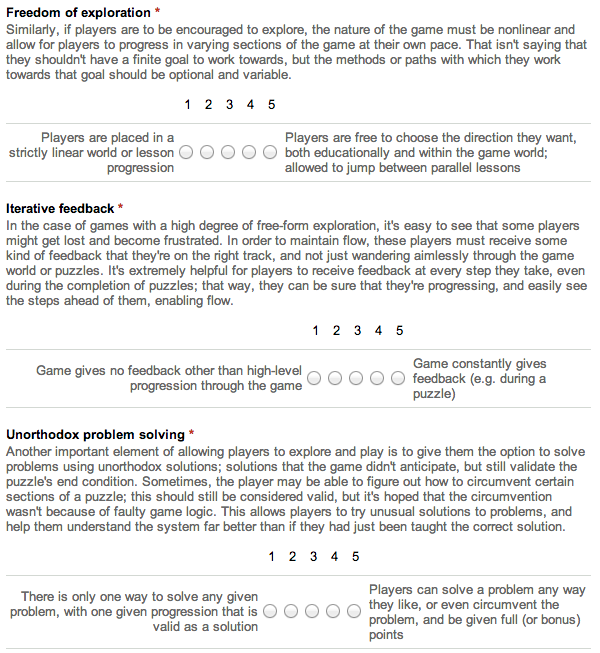 Freedom of exploration *
Similarly, if players are to be encouraged to explore, the nature of the game must be nonlinear and
allow for players to progress in varying sections of the game at their own pace. That isn't saying that
they shouldn't have a finite goal to work towards, but the methods or paths with which they work
towards that goal should be optional and variable.
1 2 3 4 5
Players are placed in a
strictly linear world or lesson
progression
Players are free to choose the direction they want,
both educationally and within the game world;
allowed to jump between parallel lessons
Iterative feedback *
In the case of games with a high degree of free-form exploration, it's easy to see that some players
might get lost and become frustrated. In order to maintain flow, these players must receive some
kind of feedback that they're on the right track, and not just wandering aimlessly through the game
world or puzzles. It's extremely helpful for players to receive feedback at every step they take, even
during the completion of puzzles; that way, they can be sure that they're progressing, and easily see
the steps ahead of them, enabling flow.
1 2 3 4 5
Game gives no feedback other than high-level
progression through the game
Game constantly gives
feedback (e.g. during a
puzzle)
Unorthodox problem solving *
Another important element of allowing players to explore and play is to give them the option to solve
problems using unorthodox solutions; solutions that the game didn't anticipate, but still validate the
puzzle's end condition. Sometimes, the player may be able to figure out how to circumvent certain
sections of a puzzle; this should still be considered valid, but it's hoped that the circumvention
wasn't because of faulty game logic. This allows players to try unusual solutions to problems, and
help them understand the system far better than if they had just been taught the correct solution.
1 2 3 4 5
There is only one way to solve any given
problem, with one given progression that is
valid as a solution
Players can solve a problem any way
they like, or even circumvent the
problem, and be given full (or bonus)
points